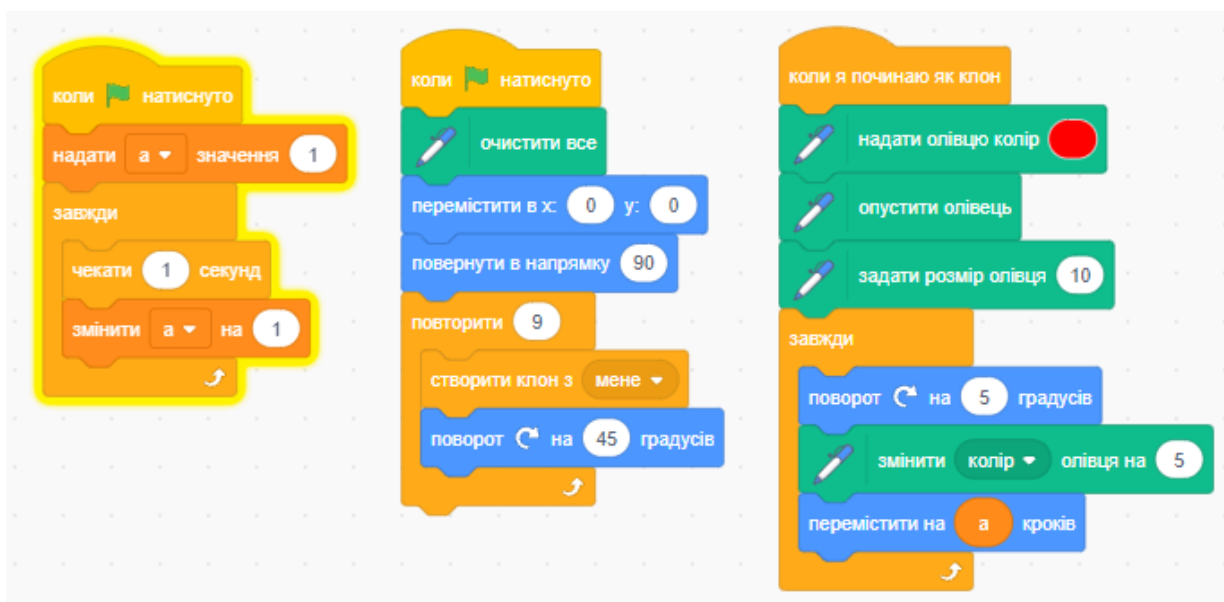 коли натиснуто
надати а значення 1
завжди
чекати 1 секунд
змінити а на 1
коли натиснуто
очистити все
перемістити в х: 0 у: 0
повернути в напрямку 90
повторити 9
створити клон з мене
поворот на 45 градусів
коли я починаю як клон
надати олівцю колір
опустити олівець
задати розмір олівця 10
завжди
поворот на 5 градусів
змінити колір олівця на 5
перемістити на а кроків